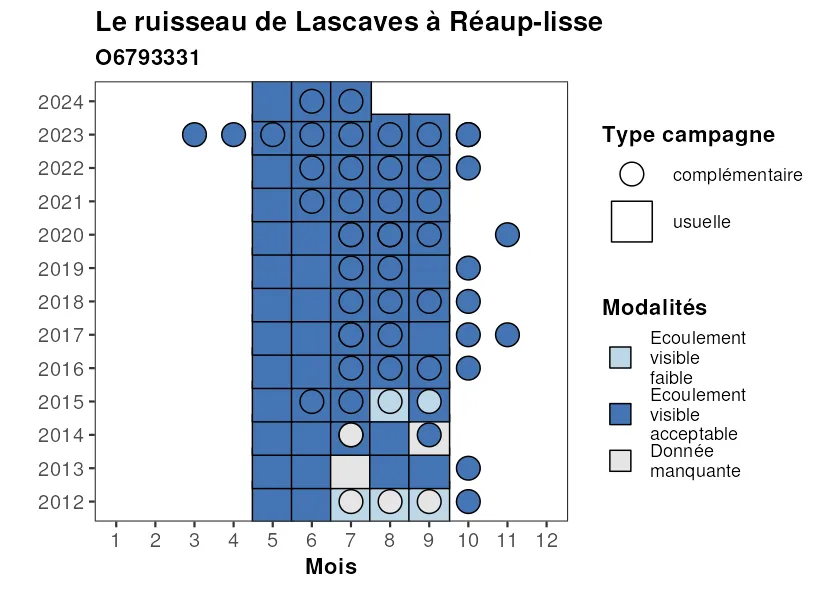 Le ruisseau de Lascaves à Réaup-lisse
O6793331
2024
2023
2022
2021
2020
2019
2018
2017
2016
2015
2014
2013
2012
1 2 3 4 5 6 7 8 9 10 11 12
Mois
Type campagne
complémentaire
usuelle
Modalités
Ecoulement
visible
faible
Ecoulement
visible
acceptable
Donnée
manquante